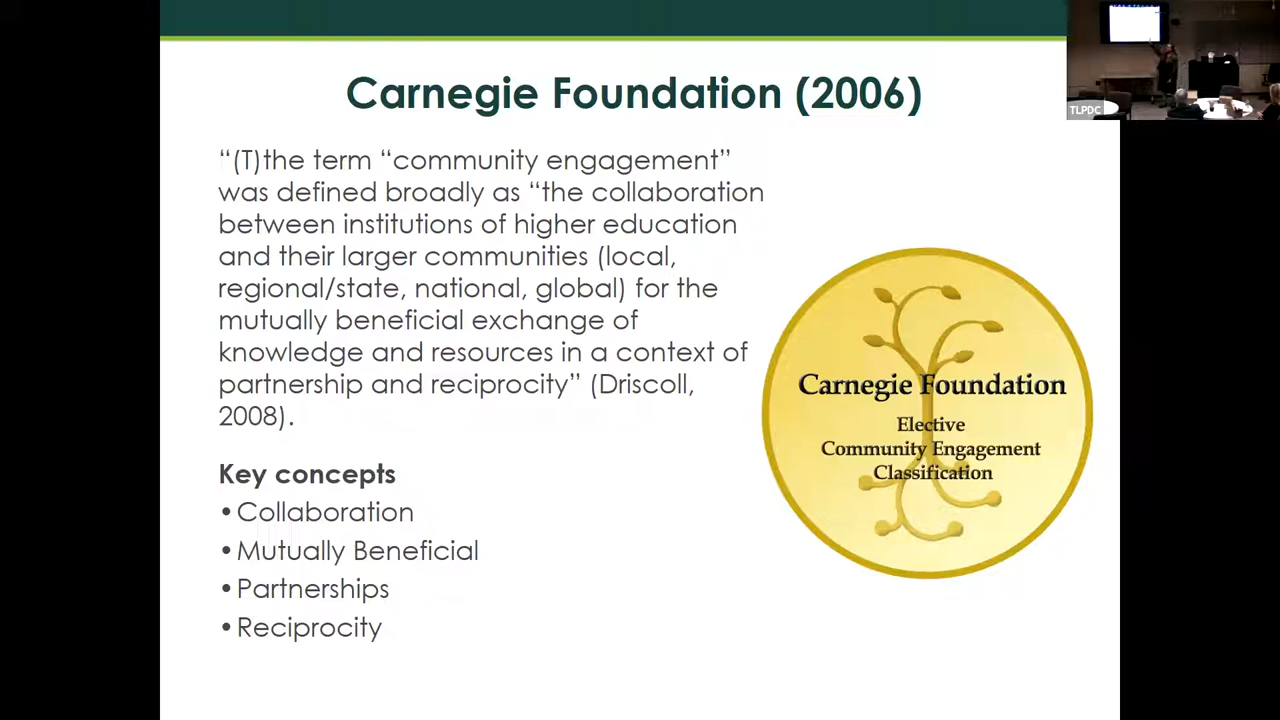 Carnegie Foundation (2006)
“(T)the term “community engagement”
was defined broadly as “the collaboration
between institutions of higher education
and their larger communities (local,
regional/state, national, global) for the
mutually beneficial exchange of
knowledge and resources in a context of
partnership and reciprocity” (Driscoll,
2008).
Key concepts
•Collaboration
•Mutually Beneficial
•Partnerships
•Reciprocity
Carnegie Foundation
Elective
Community Engagement
Classification
TLPDC